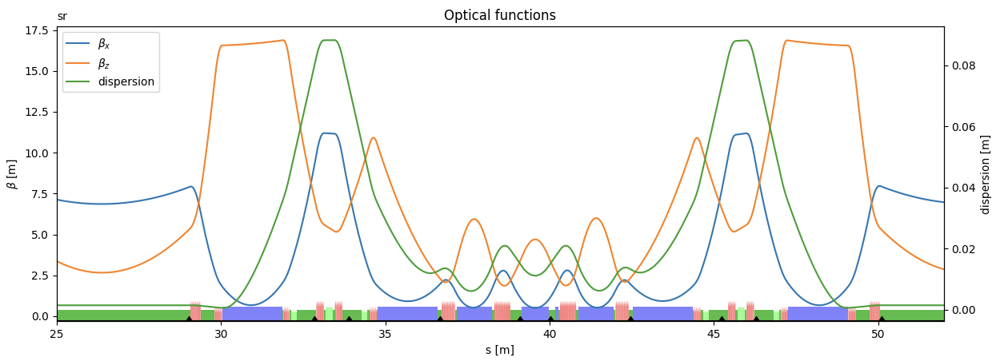 sr
Optical functions
17.5
15.0
12.5
10.0
7.5
5.0
2.5
0.0
β [m]
βx
βz
dispersion
0.08
0.06
0.04
0.02
0.00
dispersion [m]
25
30
35
40
45
50
s [m]